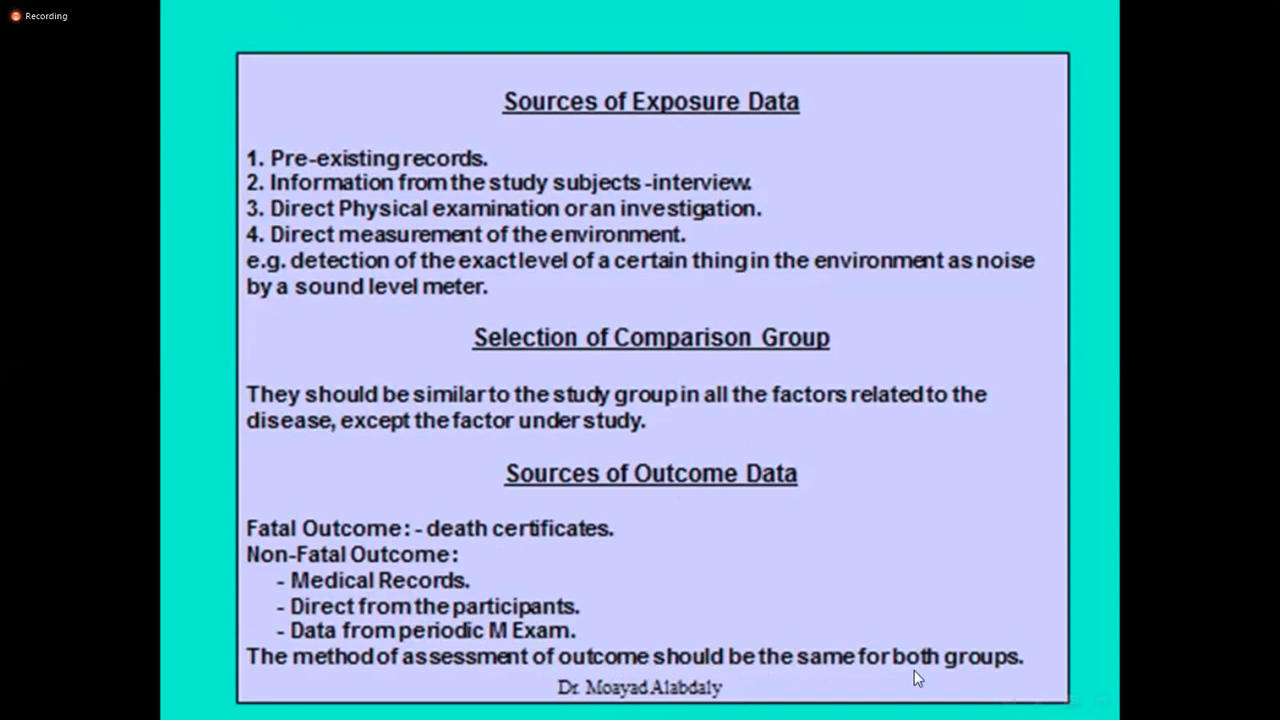 Recording
Sources of Exposure Data
1. Pre-existing records.
2. Information from the study subjects -interview.
3. Direct Physical examination or an investigation.
4. Direct measurement of the environment.
e.g. detection of the exact level of a certain thing in the environment as noise
by a sound level meter.
Selection of Comparison Group
They should be similar to the study group in all the factors related to the
disease, except the factor under study.
Sources of Outcome Data
Fatal Outcome: - death certificates.
Non-Fatal Outcome:
- Medical Records.
- Direct from the participants.
- Data from periodic M Exam.
The method of assessment of outcome should be the same for both groups.
Dr. Moayad Alabdaly